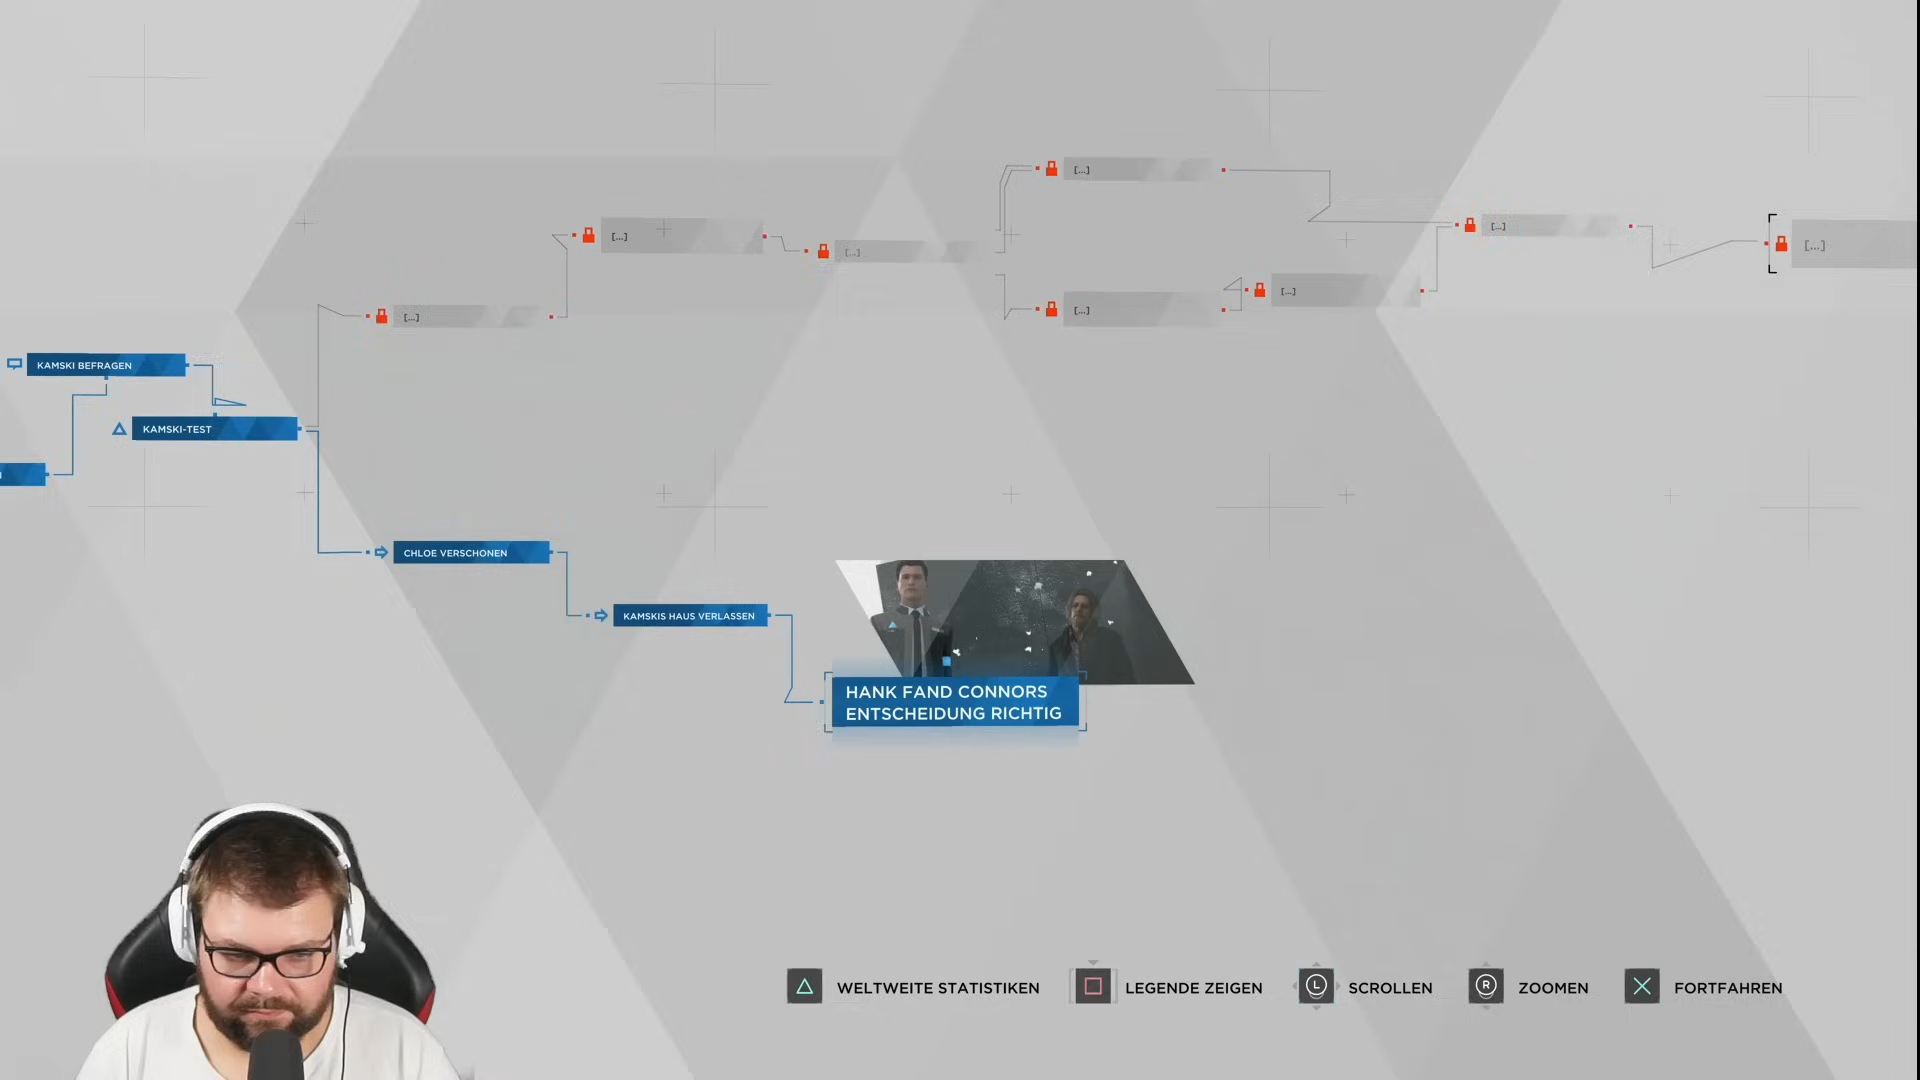 [...]
[...]
[...]
[...]
[...]
[...]
[...]
[...]
KAMSKI BEFRAGEN
KAMSKI-TEST
CHLOE VERSCHONEN
KAMSKIS HAUS VERLASSEN
HANK FAND CONNORS
ENTSCHEIDUNG RICHTIG
WELTWEITE STATISTIKEN
LEGENDE ZEIGEN
L SCROLLEN
R ZOOMEN
FORTFAHREN